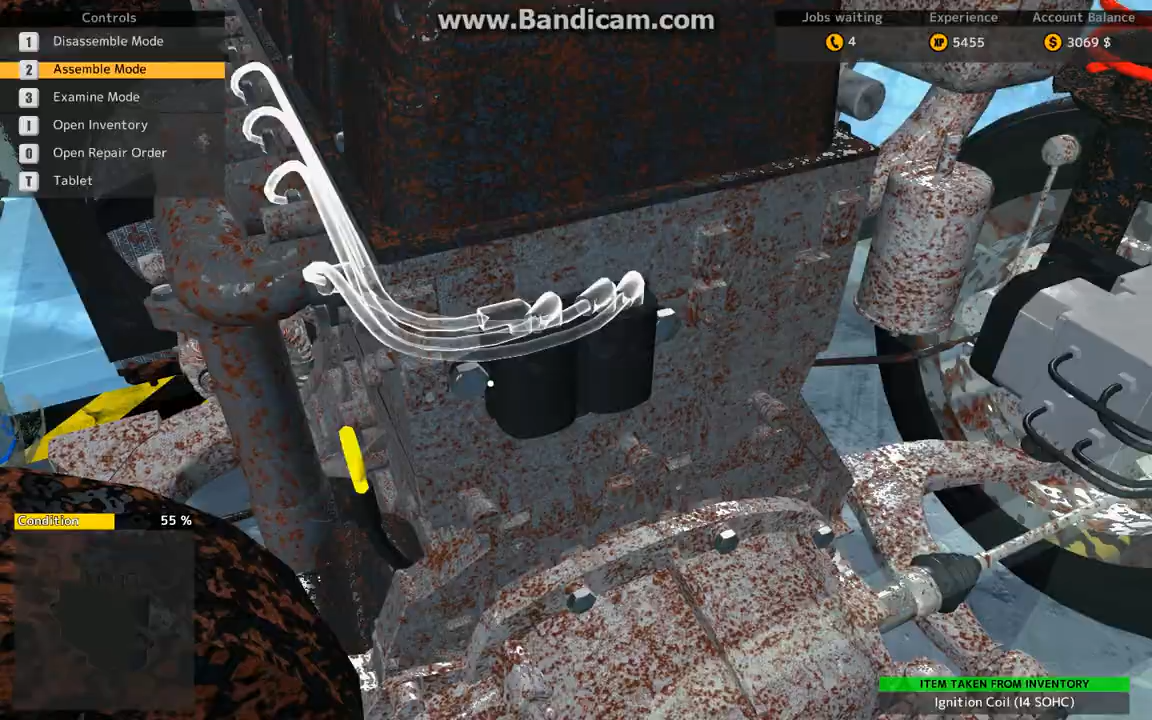 Controls
www.Bandicam.com
Jobs waiting Experience Account Balance
1 Disassemble Mode
4 XP 5455 $ 3069 $
2 Assemble Mode
3 Examine Mode
I Open Inventory
O Open Repair Order
T Tablet
Condition 55 %
ITEM TAKEN FROM INVENTORY
Ignition Coil (I4 SOHC)